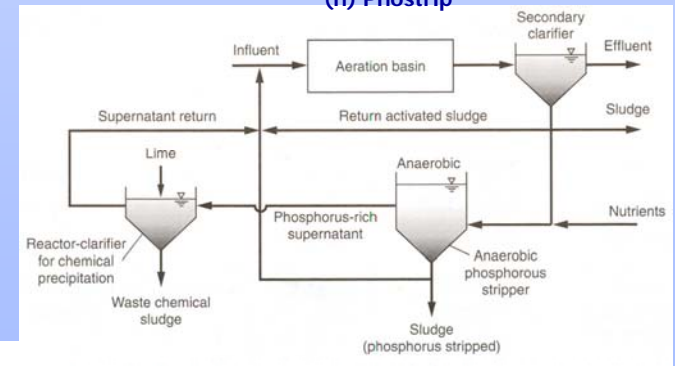 (h) Phostrip
Secondary
clarifier
Influent
Effluent
Aeration basin
Supernatant return
Return activated sludge
Sludge
Lime
Anaerobic
Nutrients
Phosphorus-rich
supernatant
Reactor-clarifier
for chemical
precipitation
Anaerobic
phosphorous
stripper
Waste chemical
sludge
Sludge
(phosphorus stripped)